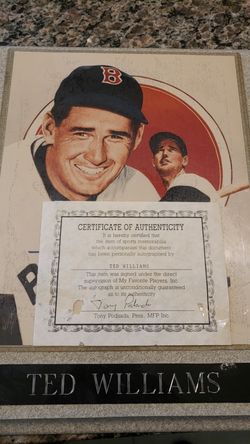 B
CERTIFICATE OF AUTHENTICITY
It is hereby certified that
the item of sports memorabilia
which accompanies this document
has been personally autographed by
TED WILLIAMS
This item was signed under the direct
supervision of My Favorite Players, Inc.
The autograph is unconditionally guaranteed
as to its authenticity.
Tony Podsada, Pres. MFP Inc.
TED WILLIAMS